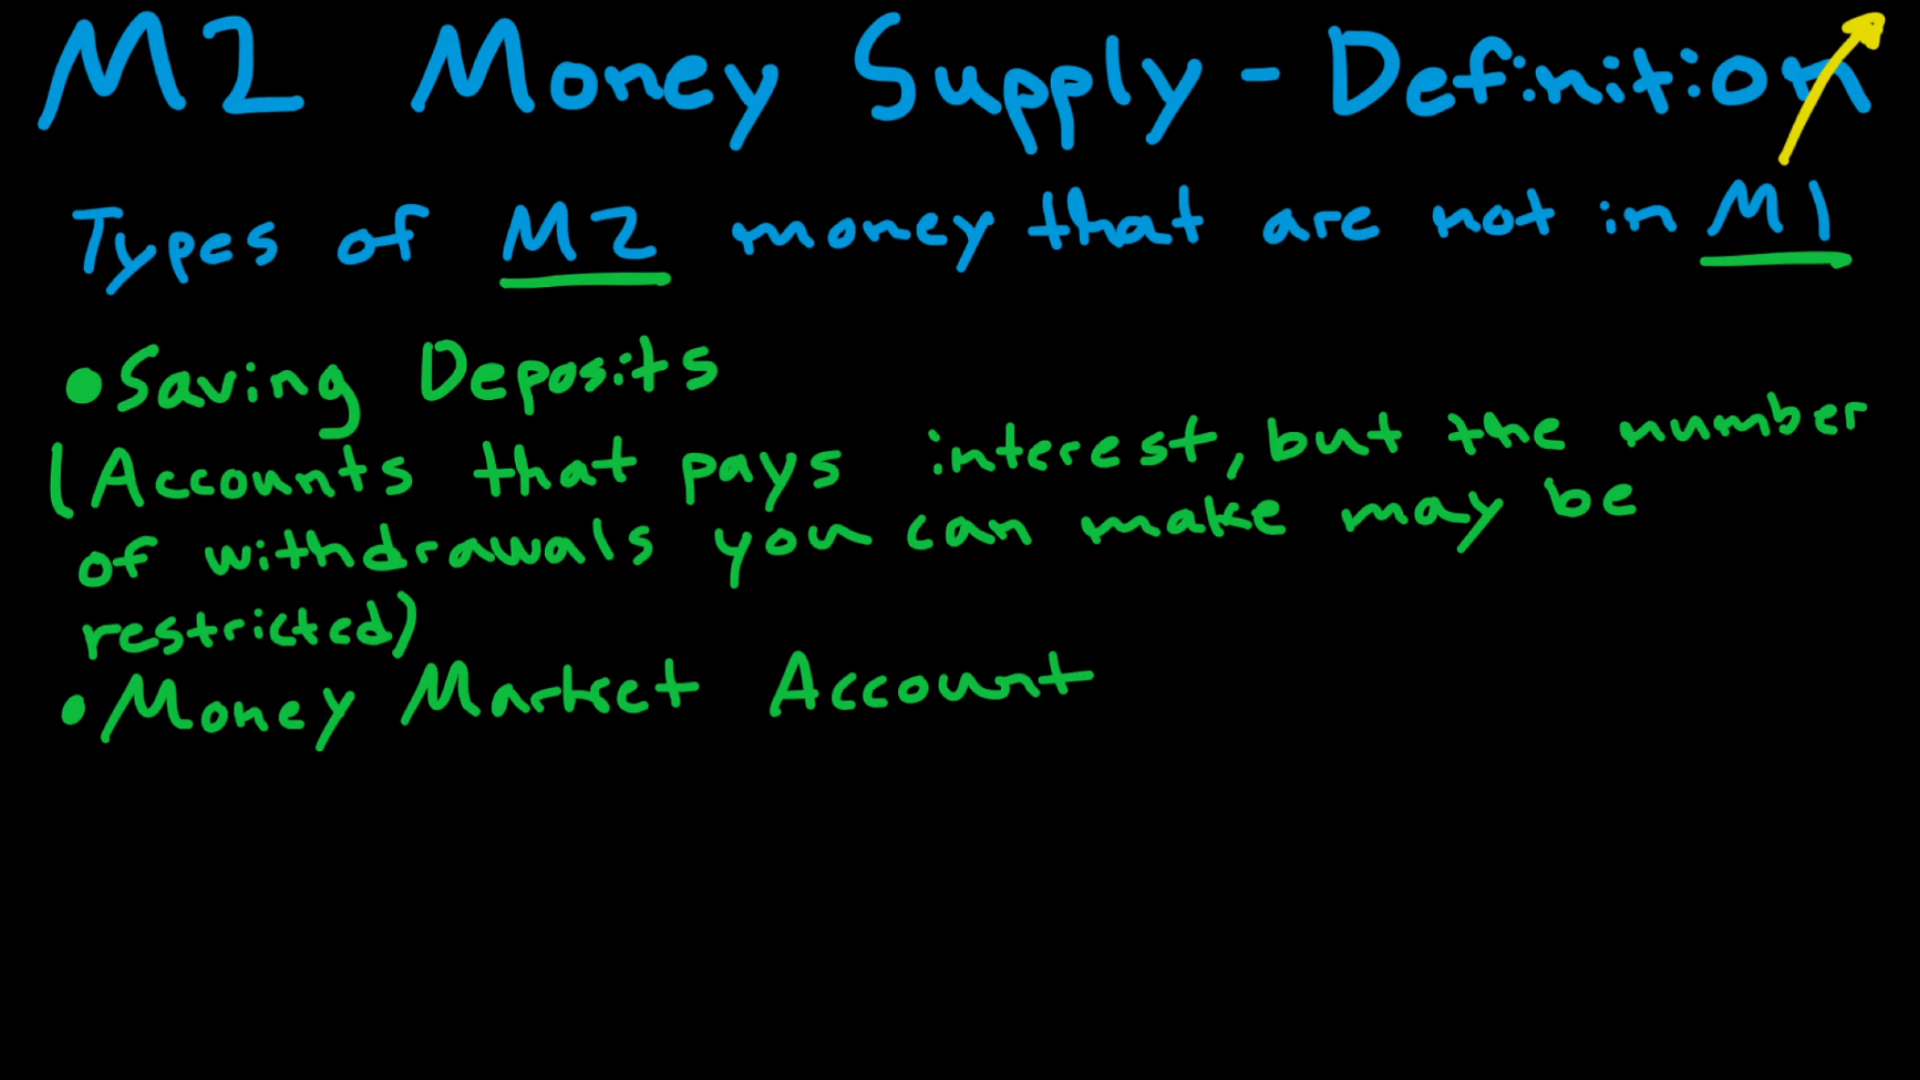 M2 Money Supply - Definition
Types of M2 money that are not in M1
• Saving Deposits
(Accounts that pays interest, but the number
of withdrawals you can make may be
restricted)
• Money Market Account